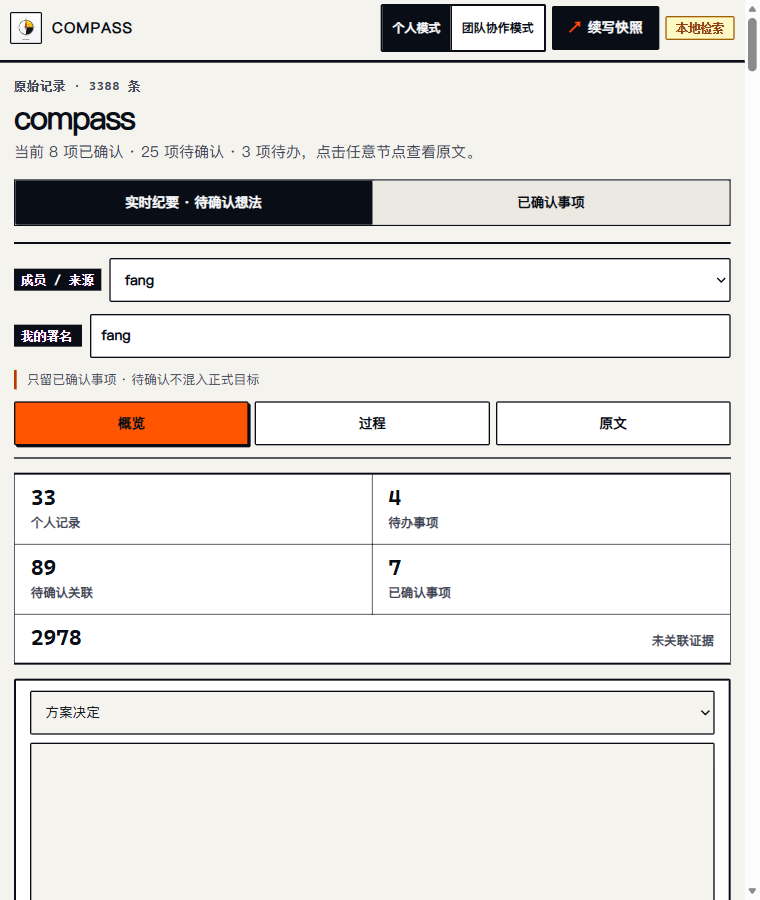 COMPASS
个人模式
团队协作模式
↗ 续写快照
本地检索
原始记录 · 3388 条
compass
当前 8 项已确认 · 25 项待确认 · 3 项待办，点击任意节点查看原文。
实时纪要 · 待确认想法
已确认事项
成员 / 来源
fang
我的署名
fang
只留已确认事项 · 待确认不混入正式目标
概览
过程
原文
33
个人记录
4
待办事项
89
待确认关联
7
已确认事项
2978
未关联证据
方案决定